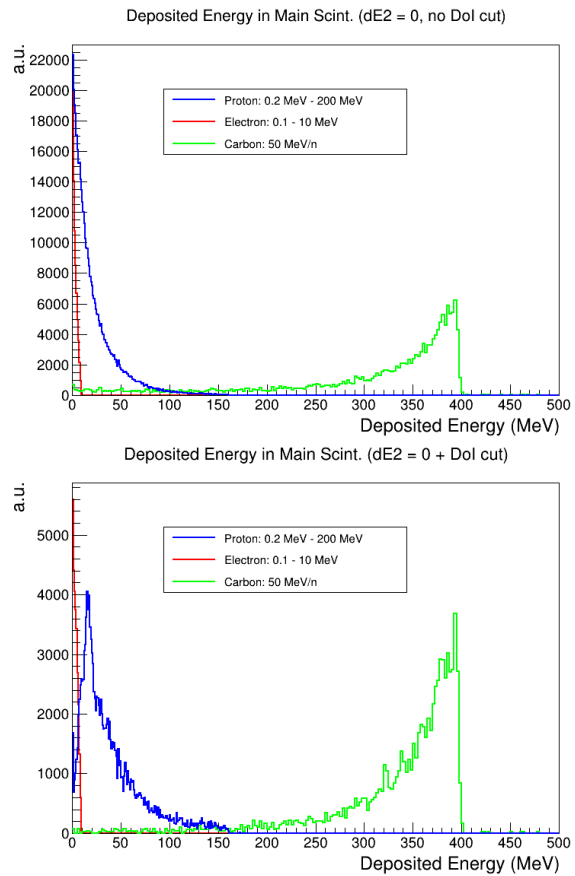 Deposited Energy in Main Scint. (dE2 = 0, no DoI cut)
a.u.
22000
20000
18000
16000
14000
12000
10000
8000
6000
4000
2000
0
Proton: 0.2 MeV - 200 MeV
Electron: 0.1 - 10 MeV
Carbon: 50 MeV/n
0 50 100 150 200 250 300 350 400 450 500
Deposited Energy (MeV)
Deposited Energy in Main Scint. (dE2 = 0 + DoI cut)
a.u.
5000
4000
3000
2000
1000
0
Proton: 0.2 MeV - 200 MeV
Electron: 0.1 - 10 MeV
Carbon: 50 MeV/n
0 50 100 150 200 250 300 350 400 450 500
Deposited Energy (MeV)